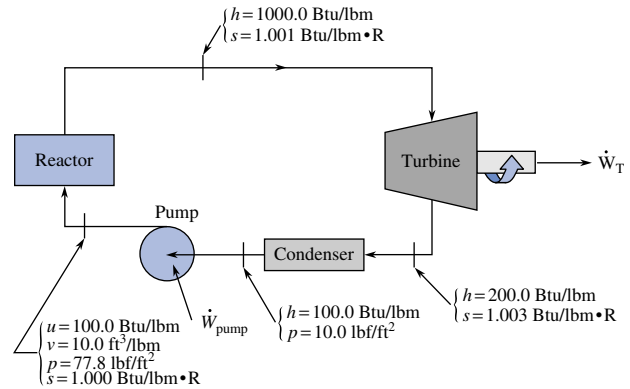 h = 1000.0 Btu/lbm
s = 1.001 Btu/lbm•R
Reactor
Turbine
Ẇ_T
Pump
Condenser
Ẇ_pump
h = 100.0 Btu/lbm
p = 10.0 lbf/ft²
h = 200.0 Btu/lbm
s = 1.003 Btu/lbm•R
u = 100.0 Btu/lbm
v = 10.0 ft³/lbm
p = 77.8 lbf/ft²
s = 1.000 Btu/lbm•R